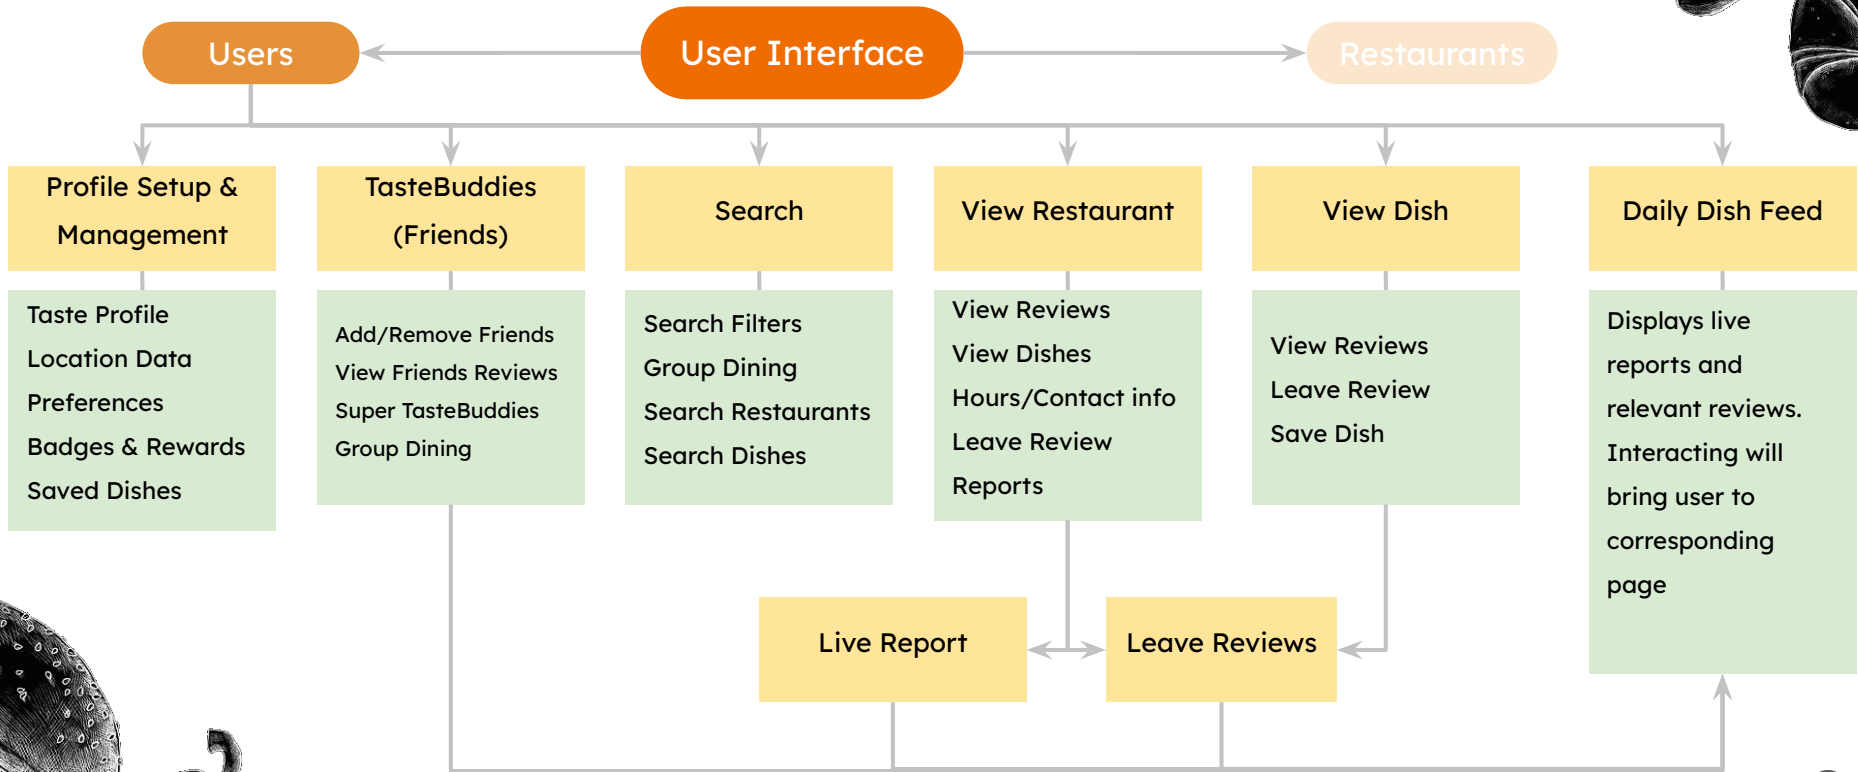 Users
User Interface
Restaurants
Profile Setup &
Management
TasteBuddies
(Friends)
Search
View Restaurant
View Dish
Daily Dish Feed
Taste Profile
Location Data
Preferences
Badges & Rewards
Saved Dishes
Add/Remove Friends
View Friends Reviews
Super TasteBuddies
Group Dining
Search Filters
Group Dining
Search Restaurants
Search Dishes
View Reviews
View Dishes
Hours/Contact info
Leave Review
Reports
View Reviews
Leave Review
Save Dish
Displays live
reports and
relevant reviews.
Interacting will
bring user to
corresponding
page
Live Report
Leave Reviews